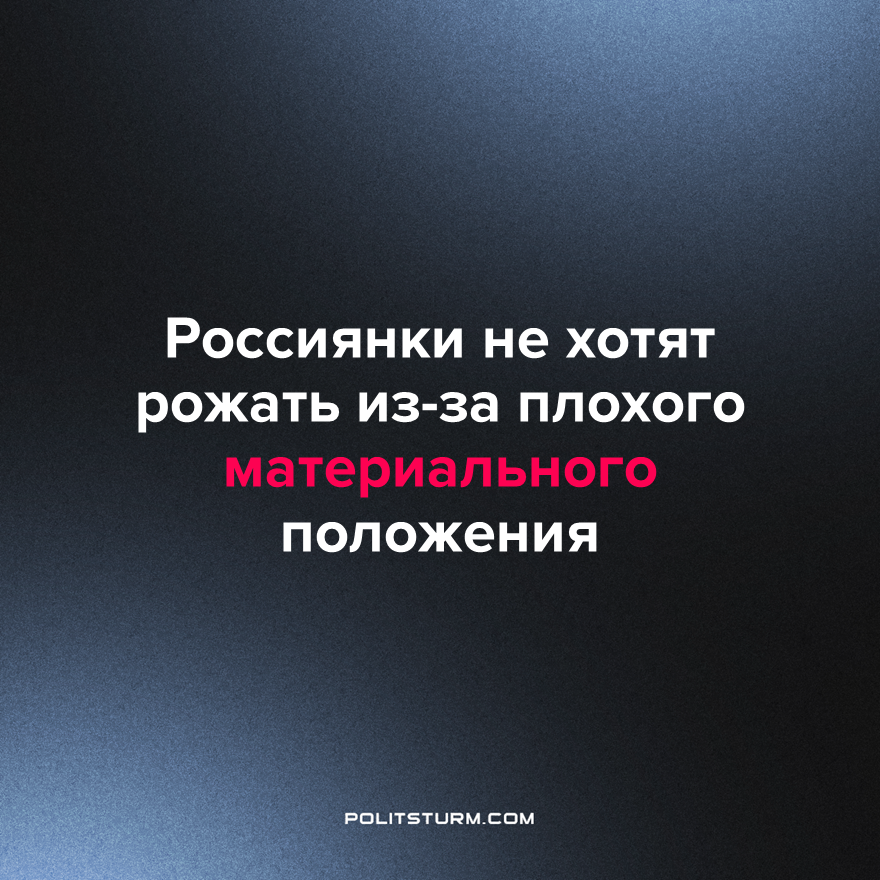 Россиянки не хотят
рожать из-за плохого
материального
положения
POLITSTURM.COM